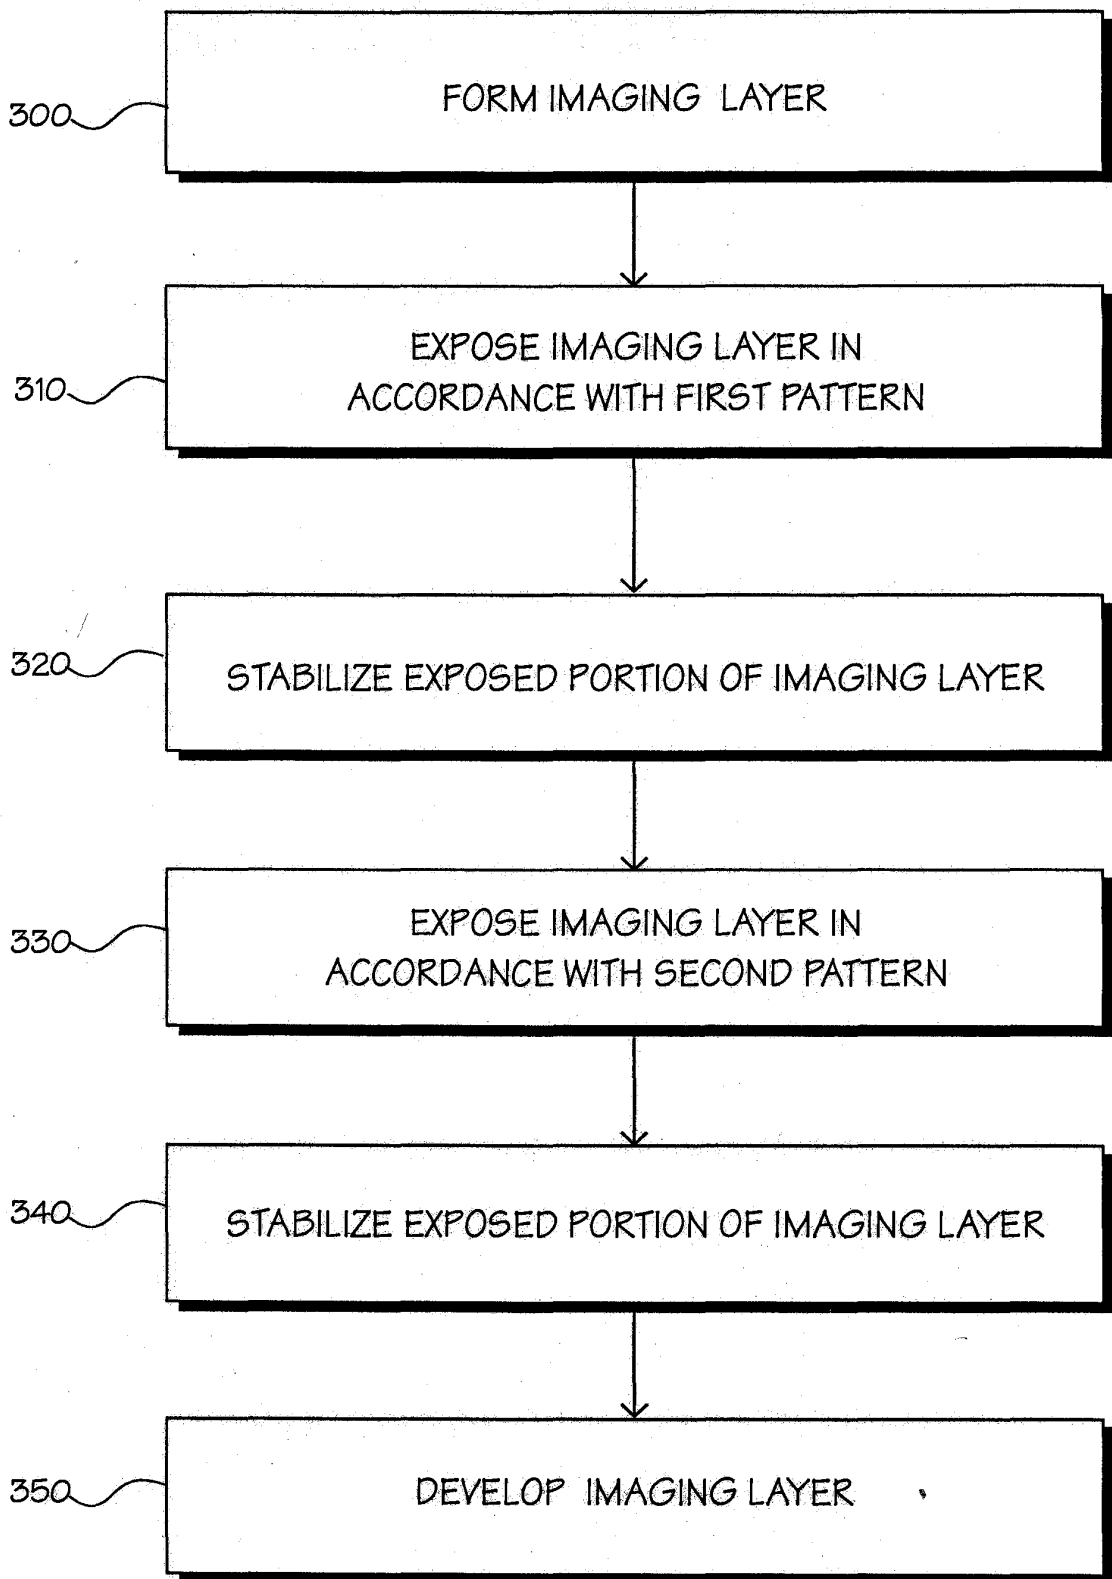 300
FORM IMAGING LAYER
310
EXPOSE IMAGING LAYER IN
ACCORDANCE WITH FIRST PATTERN
320
STABILIZE EXPOSED PORTION OF IMAGING LAYER
330
EXPOSE IMAGING LAYER IN
ACCORDANCE WITH SECOND PATTERN
340
STABILIZE EXPOSED PORTION OF IMAGING LAYER
350
DEVELOP IMAGING LAYER